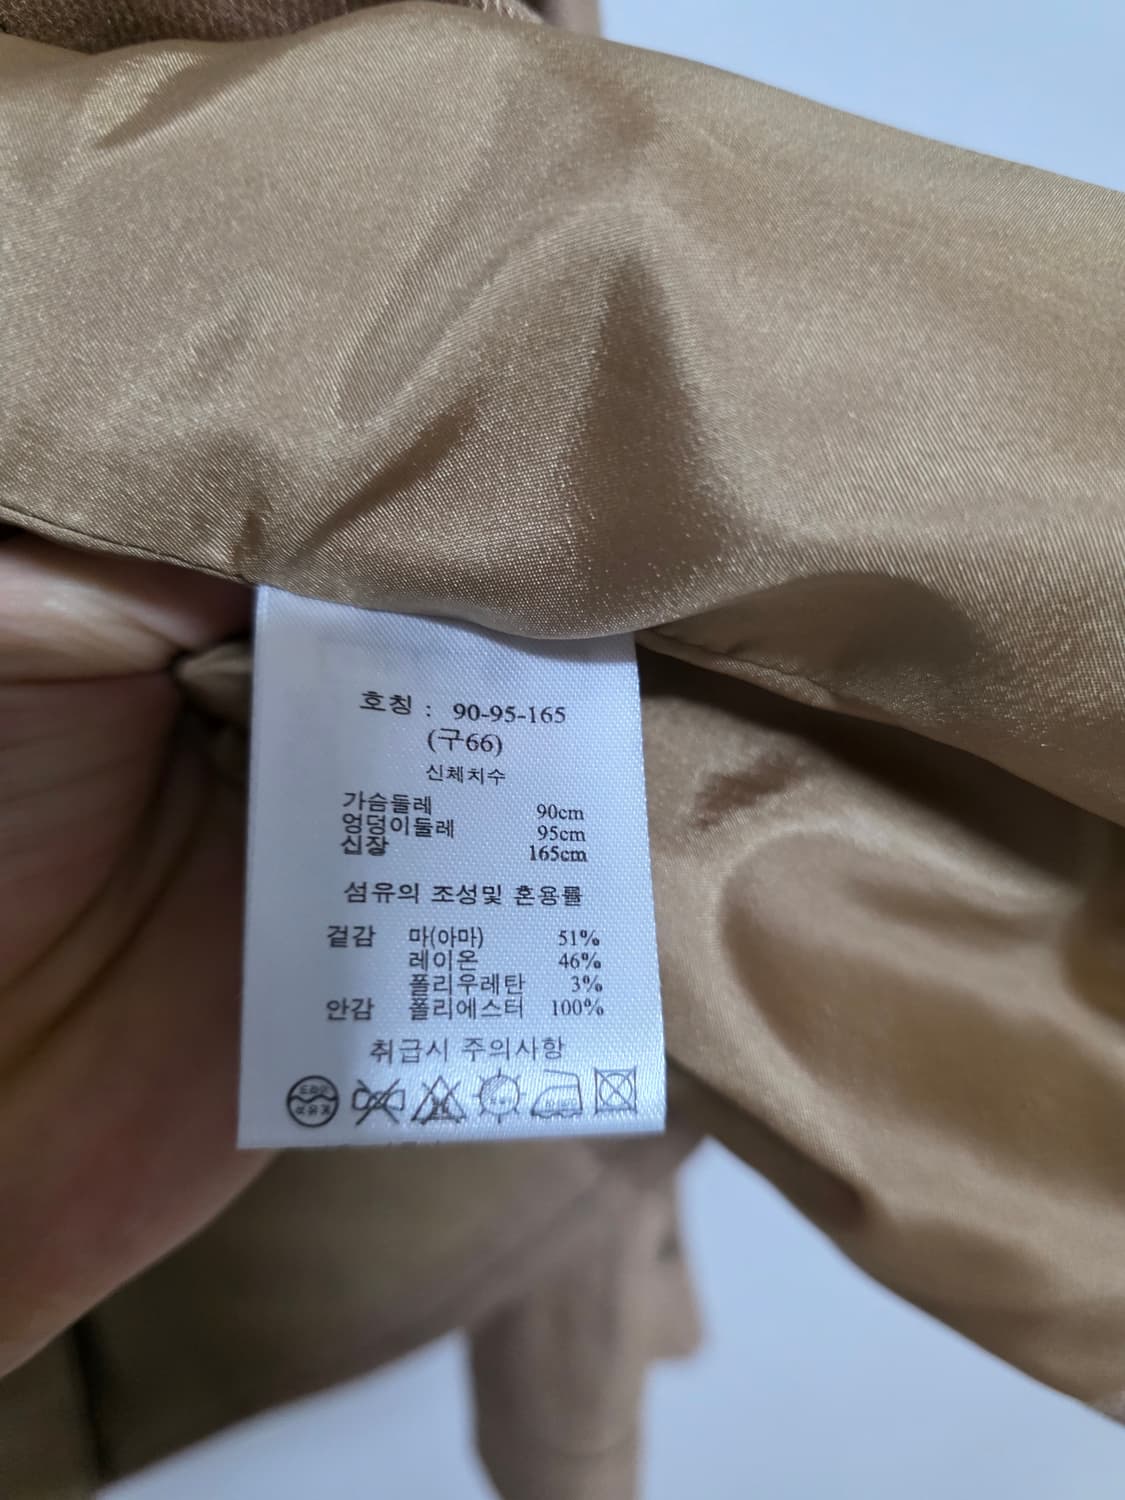 호칭 : 90-95-165
(구66)
신체치수
가슴둘레 90cm
엉덩이둘레 95cm
신장 165cm
섬유의 조성및 혼용률
겉감 마(아마) 51%
레이온 46%
폴리우레탄 3%
안감 폴리에스터 100%
취급시 주의사항
드라이